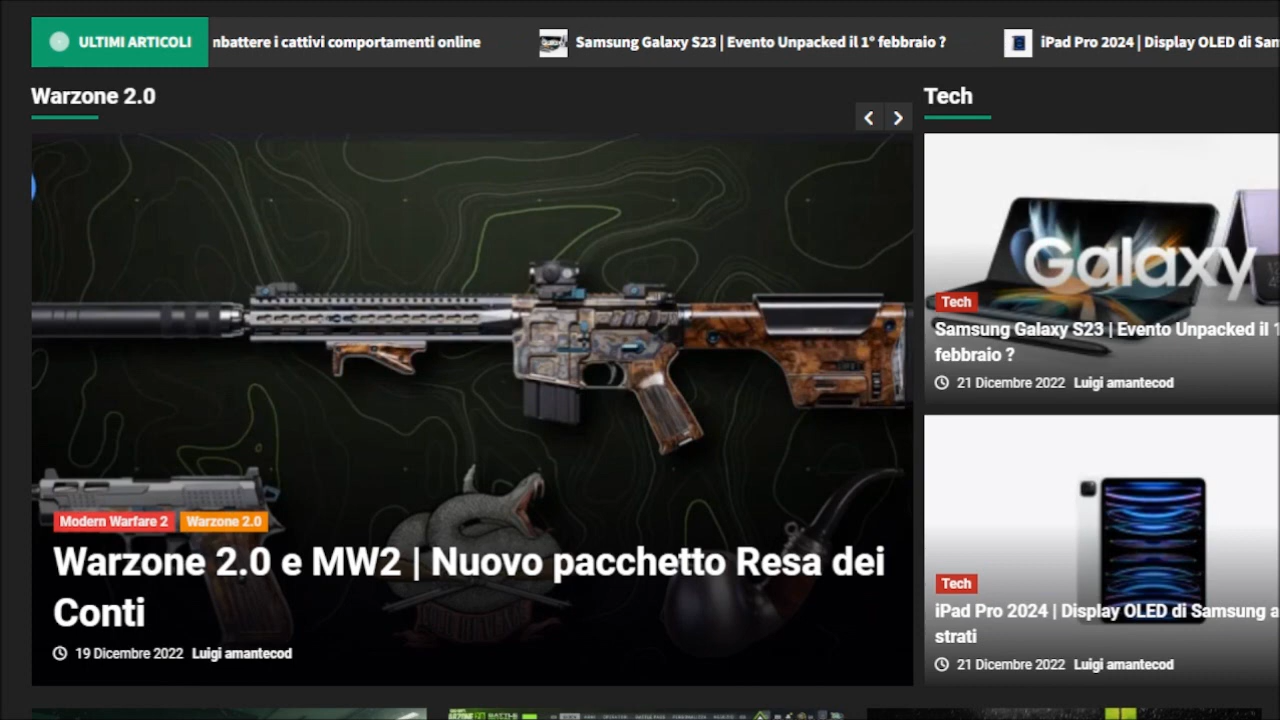 ULTIMI ARTICOLI
nbattere i cattivi comportamenti online
Samsung Galaxy S23 | Evento Unpacked il 1° febbraio ?
iPad Pro 2024 | Display OLED di San
Warzone 2.0
Tech
Modern Warfare 2
Warzone 2.0
Warzone 2.0 e MW2 | Nuovo pacchetto Resa dei
Conti
19 Dicembre 2022 Luigi amantecod
Galaxy
Tech
Samsung Galaxy S23 | Evento Unpacked il 1
febbraio ?
21 Dicembre 2022 Luigi amantecod
Tech
iPad Pro 2024 | Display OLED di Samsung a
strati
21 Dicembre 2022 Luigi amantecod